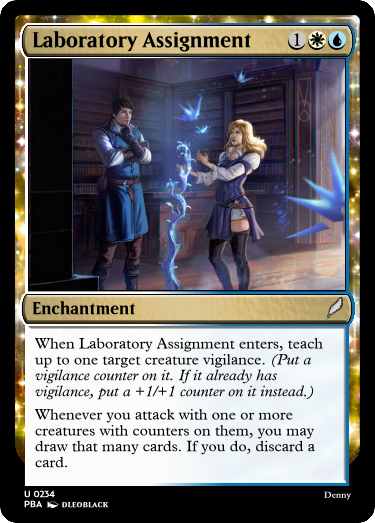 Laboratory Assignment 1
Enchantment
When Laboratory Assignment enters, teach
up to one target creature vigilance. (Put a
vigilance counter on it. If it already has
vigilance, put a +1/+1 counter on it instead.)
Whenever you attack with one or more
creatures with counters on them, you may
draw that many cards. If you do, discard a
card.
U 0234
PBA DLEOBLACK
Denny